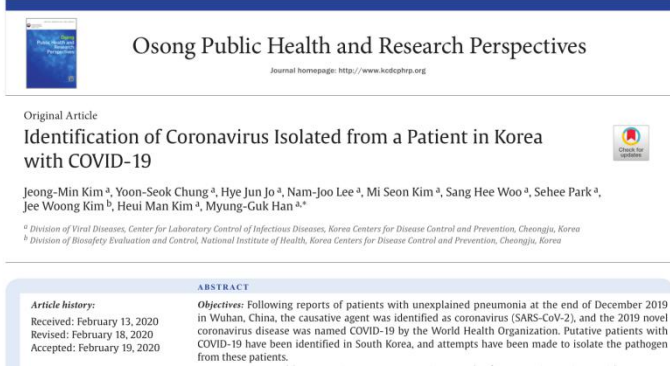 Osong Public Health and Research Perspectives
Journal homepage: http://www.kcdcphrp.org
Original Article
Identification of Coronavirus Isolated from a Patient in Korea
with COVID-19
Check for
updates
Jeong-Min Kim a, Yoon-Seok Chung a, Hye Jun Jo a, Nam-Joo Lee a, Mi Seon Kim a, Sang Hee Woo a, Sehee Park a,
Jee Woong Kim b, Heui Man Kim a, Myung-Guk Han a,*
a Division of Viral Diseases, Center for Laboratory Control of Infectious Diseases, Korea Centers for Disease Control and Prevention, Cheongju, Korea
b Division of Biosafety Evaluation and Control, National Institute of Health, Korea Centers for Disease Control and Prevention, Cheongju, Korea
ABSTRACT
Article history:
Received: February 13, 2020
Revised: February 18, 2020
Accepted: February 19, 2020
Objectives: Following reports of patients with unexplained pneumonia at the end of December 2019
in Wuhan, China, the causative agent was identified as coronavirus (SARS-CoV-2), and the 2019 novel
coronavirus disease was named COVID-19 by the World Health Organization. Putative patients with
COVID-19 have been identified in South Korea, and attempts have been made to isolate the pathogen
from these patients.